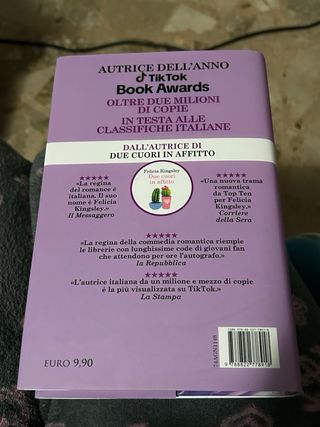 AUTRICE DELL'ANNO
TikTok
Book Awards
OLTRE DUE MILIONI
DI COPIE
IN TESTA ALLE
CLASSIFICHE ITALIANE
DALL'AUTRICE DI
DUE CUORI IN AFFITTO
★★★★★
«La regina
del romance è
italiana. Il suo
nome è Felicia
Kingsley.»
Il Messaggero
Felicia Kingsley
Due cuori
in affitto
★★★★★
«Una nuova trama
romantica
da Top Ten
per Felicia
Kingsley.»
Corriere
della Sera
★★★★★
«La regina della commedia romantica riempie
le librerie con lunghissime code di giovani fan
che attendono per ore l'autografo.»
la Repubblica
★★★★★
«L'autrice italiana da un milione e mezzo di copie
è la più visualizzata su TikTok.»
La Stampa
EURO 9,90